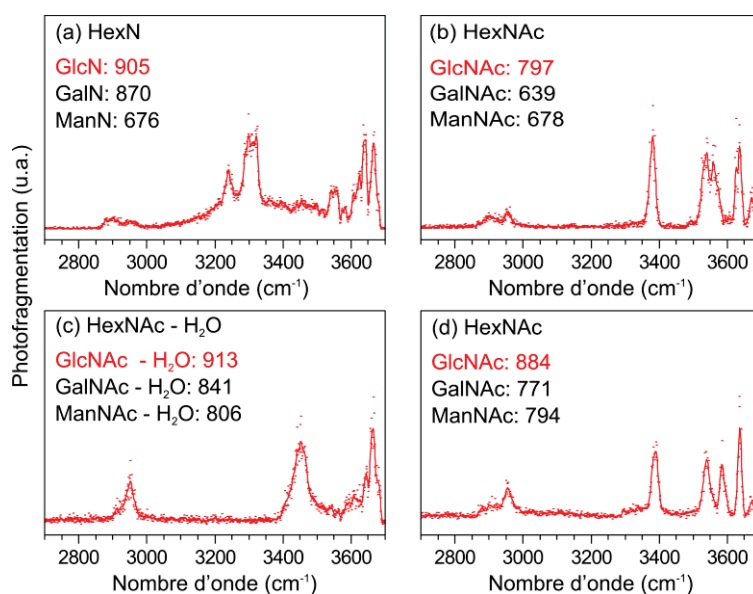 Photofragmentation (u.a.)
(a) HexN
GlcN: 905
GalN: 870
ManN: 676
2800 3000 3200 3400 3600
Nombre d'onde (cm⁻¹)
(b) HexNAc
GlcNAc: 797
GalNAc: 639
ManNAc: 678
2800 3000 3200 3400 3600
Nombre d'onde (cm⁻¹)
(c) HexNAc - H₂O
GlcNAc - H₂O: 913
GalNAc - H₂O: 841
ManNAc - H₂O: 806
2800 3000 3200 3400 3600
Nombre d'onde (cm⁻¹)
(d) HexNAc
GlcNAc: 884
GalNAc: 771
ManNAc: 794
2800 3000 3200 3400 3600
Nombre d'onde (cm⁻¹)